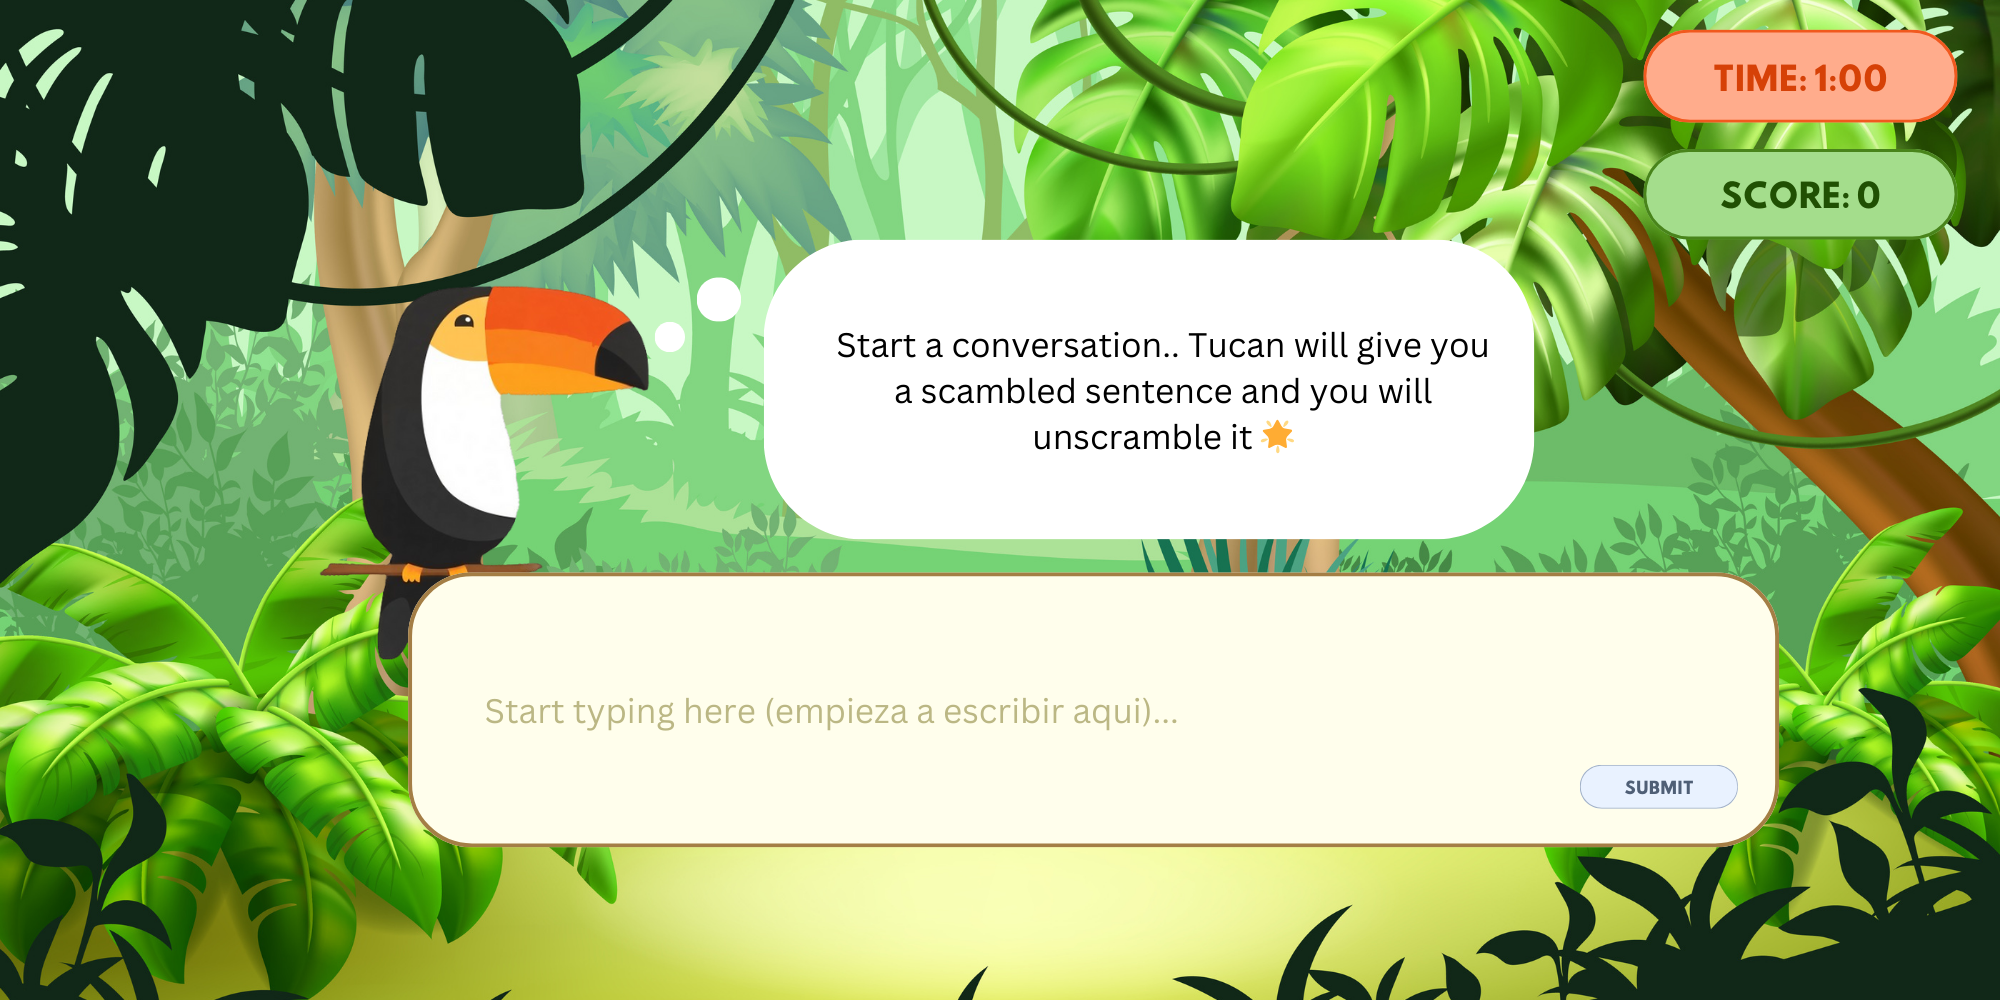 TIME: 1:00
SCORE: 0
Start a conversation.. Tucan will give you
a scambled sentence and you will
unscramble it 🌟
Start typing here (empieza a escribir aqui)...
SUBMIT